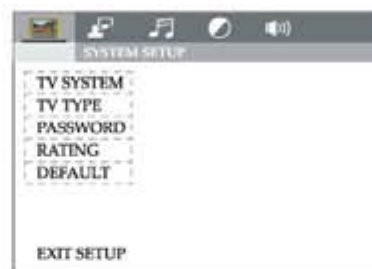 SYSTEM SETUP
TV SYSTEM
TV TYPE
PASSWORD
RATING
DEFAULT
EXIT SETUP